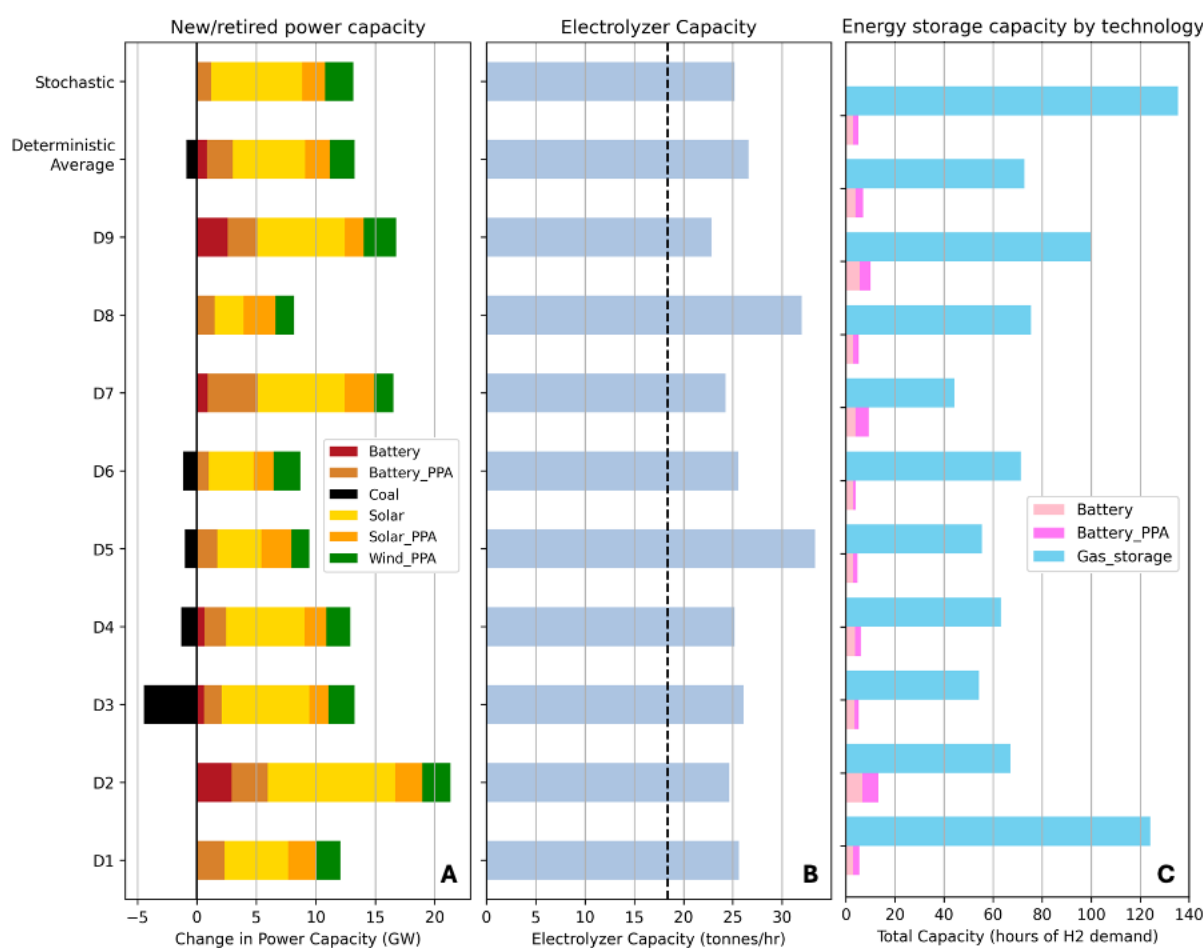 New/retired power capacity
Stochastic
Deterministic
Average
D9
D8
D7
D6
D5
D4
D3
D2
D1
Battery
Battery_PPA
Coal
Solar
Solar_PPA
Wind_PPA
A
−5 0 5 10 15 20
Change in Power Capacity (GW)
Electrolyzer Capacity
B
0 5 10 15 20 25 30
Electrolyzer Capacity (tonnes/hr)
Energy storage capacity by technology
Battery
Battery_PPA
Gas_storage
C
0 20 40 60 80 100 120 140
Total Capacity (hours of H2 demand)